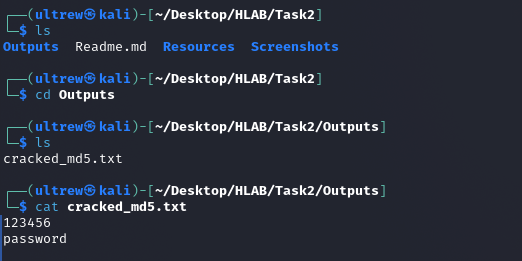 ┌──(ultrew㉿kali)-[~/Desktop/HLAB/Task2]
└─$ ls
Outputs  Readme.md  Resources  Screenshots
┌──(ultrew㉿kali)-[~/Desktop/HLAB/Task2]
└─$ cd Outputs
┌──(ultrew㉿kali)-[~/Desktop/HLAB/Task2/Outputs]
└─$ ls
cracked_md5.txt
┌──(ultrew㉿kali)-[~/Desktop/HLAB/Task2/Outputs]
└─$ cat cracked_md5.txt
123456
password